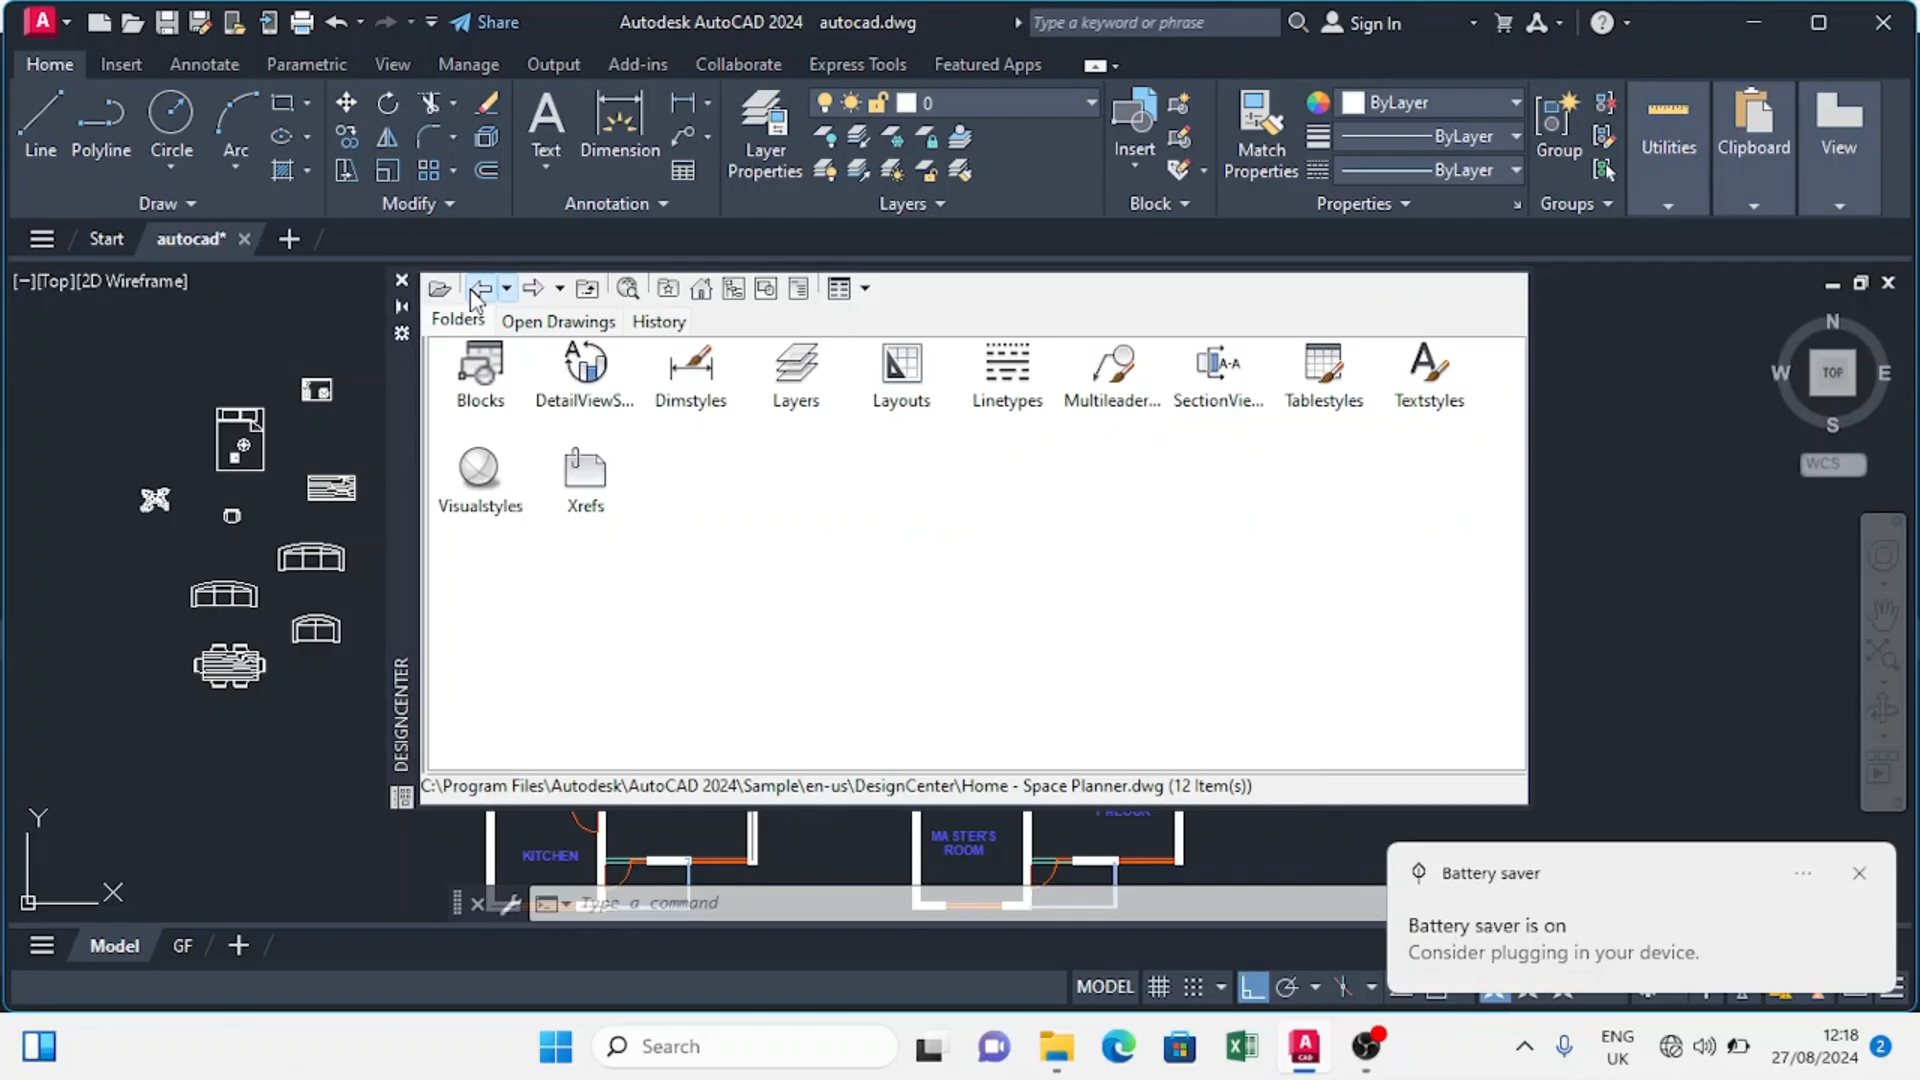 Share
Autodesk AutoCAD 2024 autocad.dwg
Type a keyword or phrase
Sign In
Home Insert Annotate Parametric View Manage Output Add-ins Collaborate Express Tools Featured Apps
0
ByLayer
ByLayer
ByLayer
Line Polyline Circle Arc
Text Dimension
Layer
Properties
Insert
Match
Properties
Group
Utilities
Clipboard
View
Draw Modify Annotation Layers Block Properties Groups
Start autocad*
[−][Top][2D Wireframe]
Folders Open Drawings History
Blocks DetailViewS... Dimstyles Layers Layouts Linetypes Multileader... SectionVie... Tablestyles Textstyles
Visualstyles Xrefs
DESIGNCENTER
C:\Program Files\Autodesk\AutoCAD 2024\Sample\en-us\DesignCenter\Home - Space Planner.dwg (12 Item(s))
N
W TOP E
S
WCS
Y
X
KITCHEN
MASTER'S
ROOM
Type a command
Battery saver
Battery saver is on
Consider plugging in your device.
Model GF
MODEL
Search
ENG
UK
12:18
27/08/2024
2